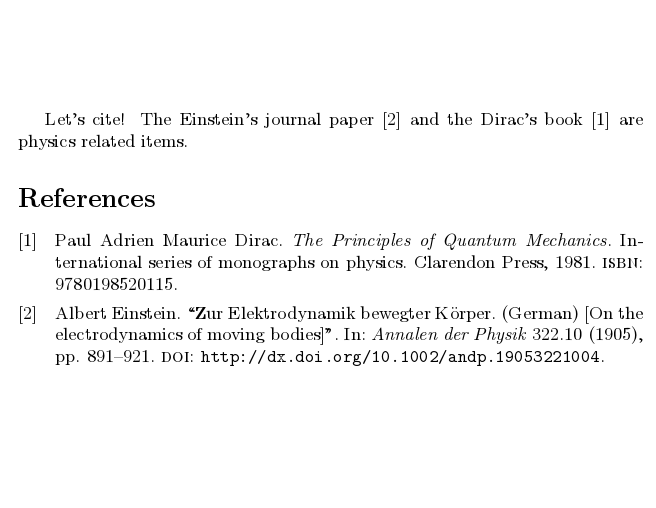 Let's cite! The Einstein's journal paper [2] and the Dirac's book [1] are
physics related items.
References
[1] Paul Adrien Maurice Dirac. The Principles of Quantum Mechanics. In-
ternational series of monographs on physics. Clarendon Press, 1981. ISBN:
9780198520115.
[2] Albert Einstein. “Zur Elektrodynamik bewegter Körper. (German) [On the
electrodynamics of moving bodies]”. In: Annalen der Physik 322.10 (1905),
pp. 891–921. DOI: http://dx.doi.org/10.1002/andp.19053221004.